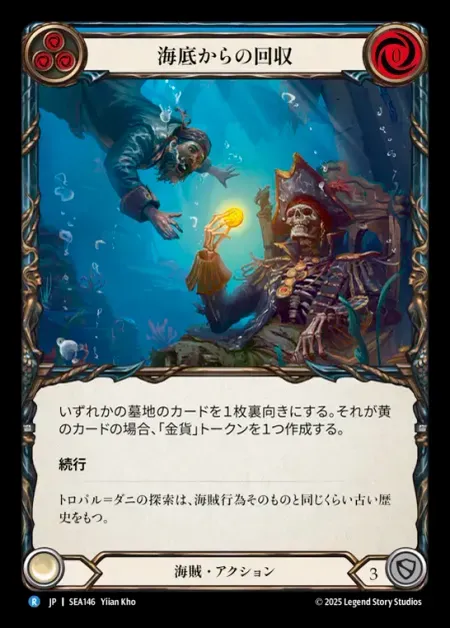 海底からの回収
0
いずれかの墓地のカードを1枚裏向きにする。それが黄
のカードの場合、「金貨」トークンを1つ作成する。
続行
トロパル＝ダニの探索は、海賊行為そのものと同じくらい古い歴
史をもつ。
海賊・アクション
3
R JP | SEA146 Yiian Kho
© 2025 Legend Story Studios